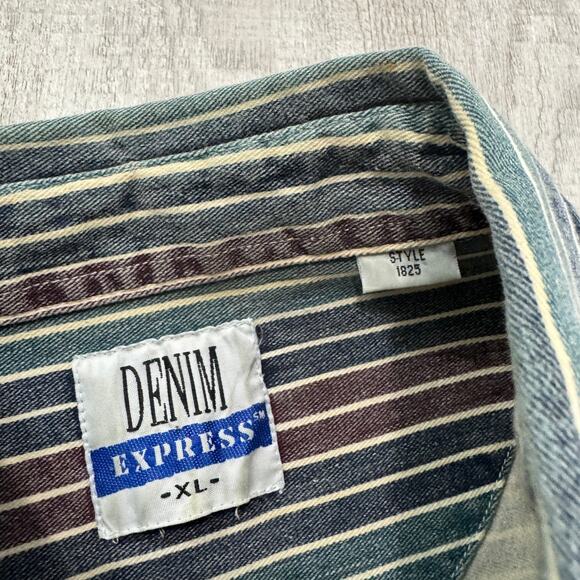 STYLE
1825
DENIM
EXPRESS℠
-XL-